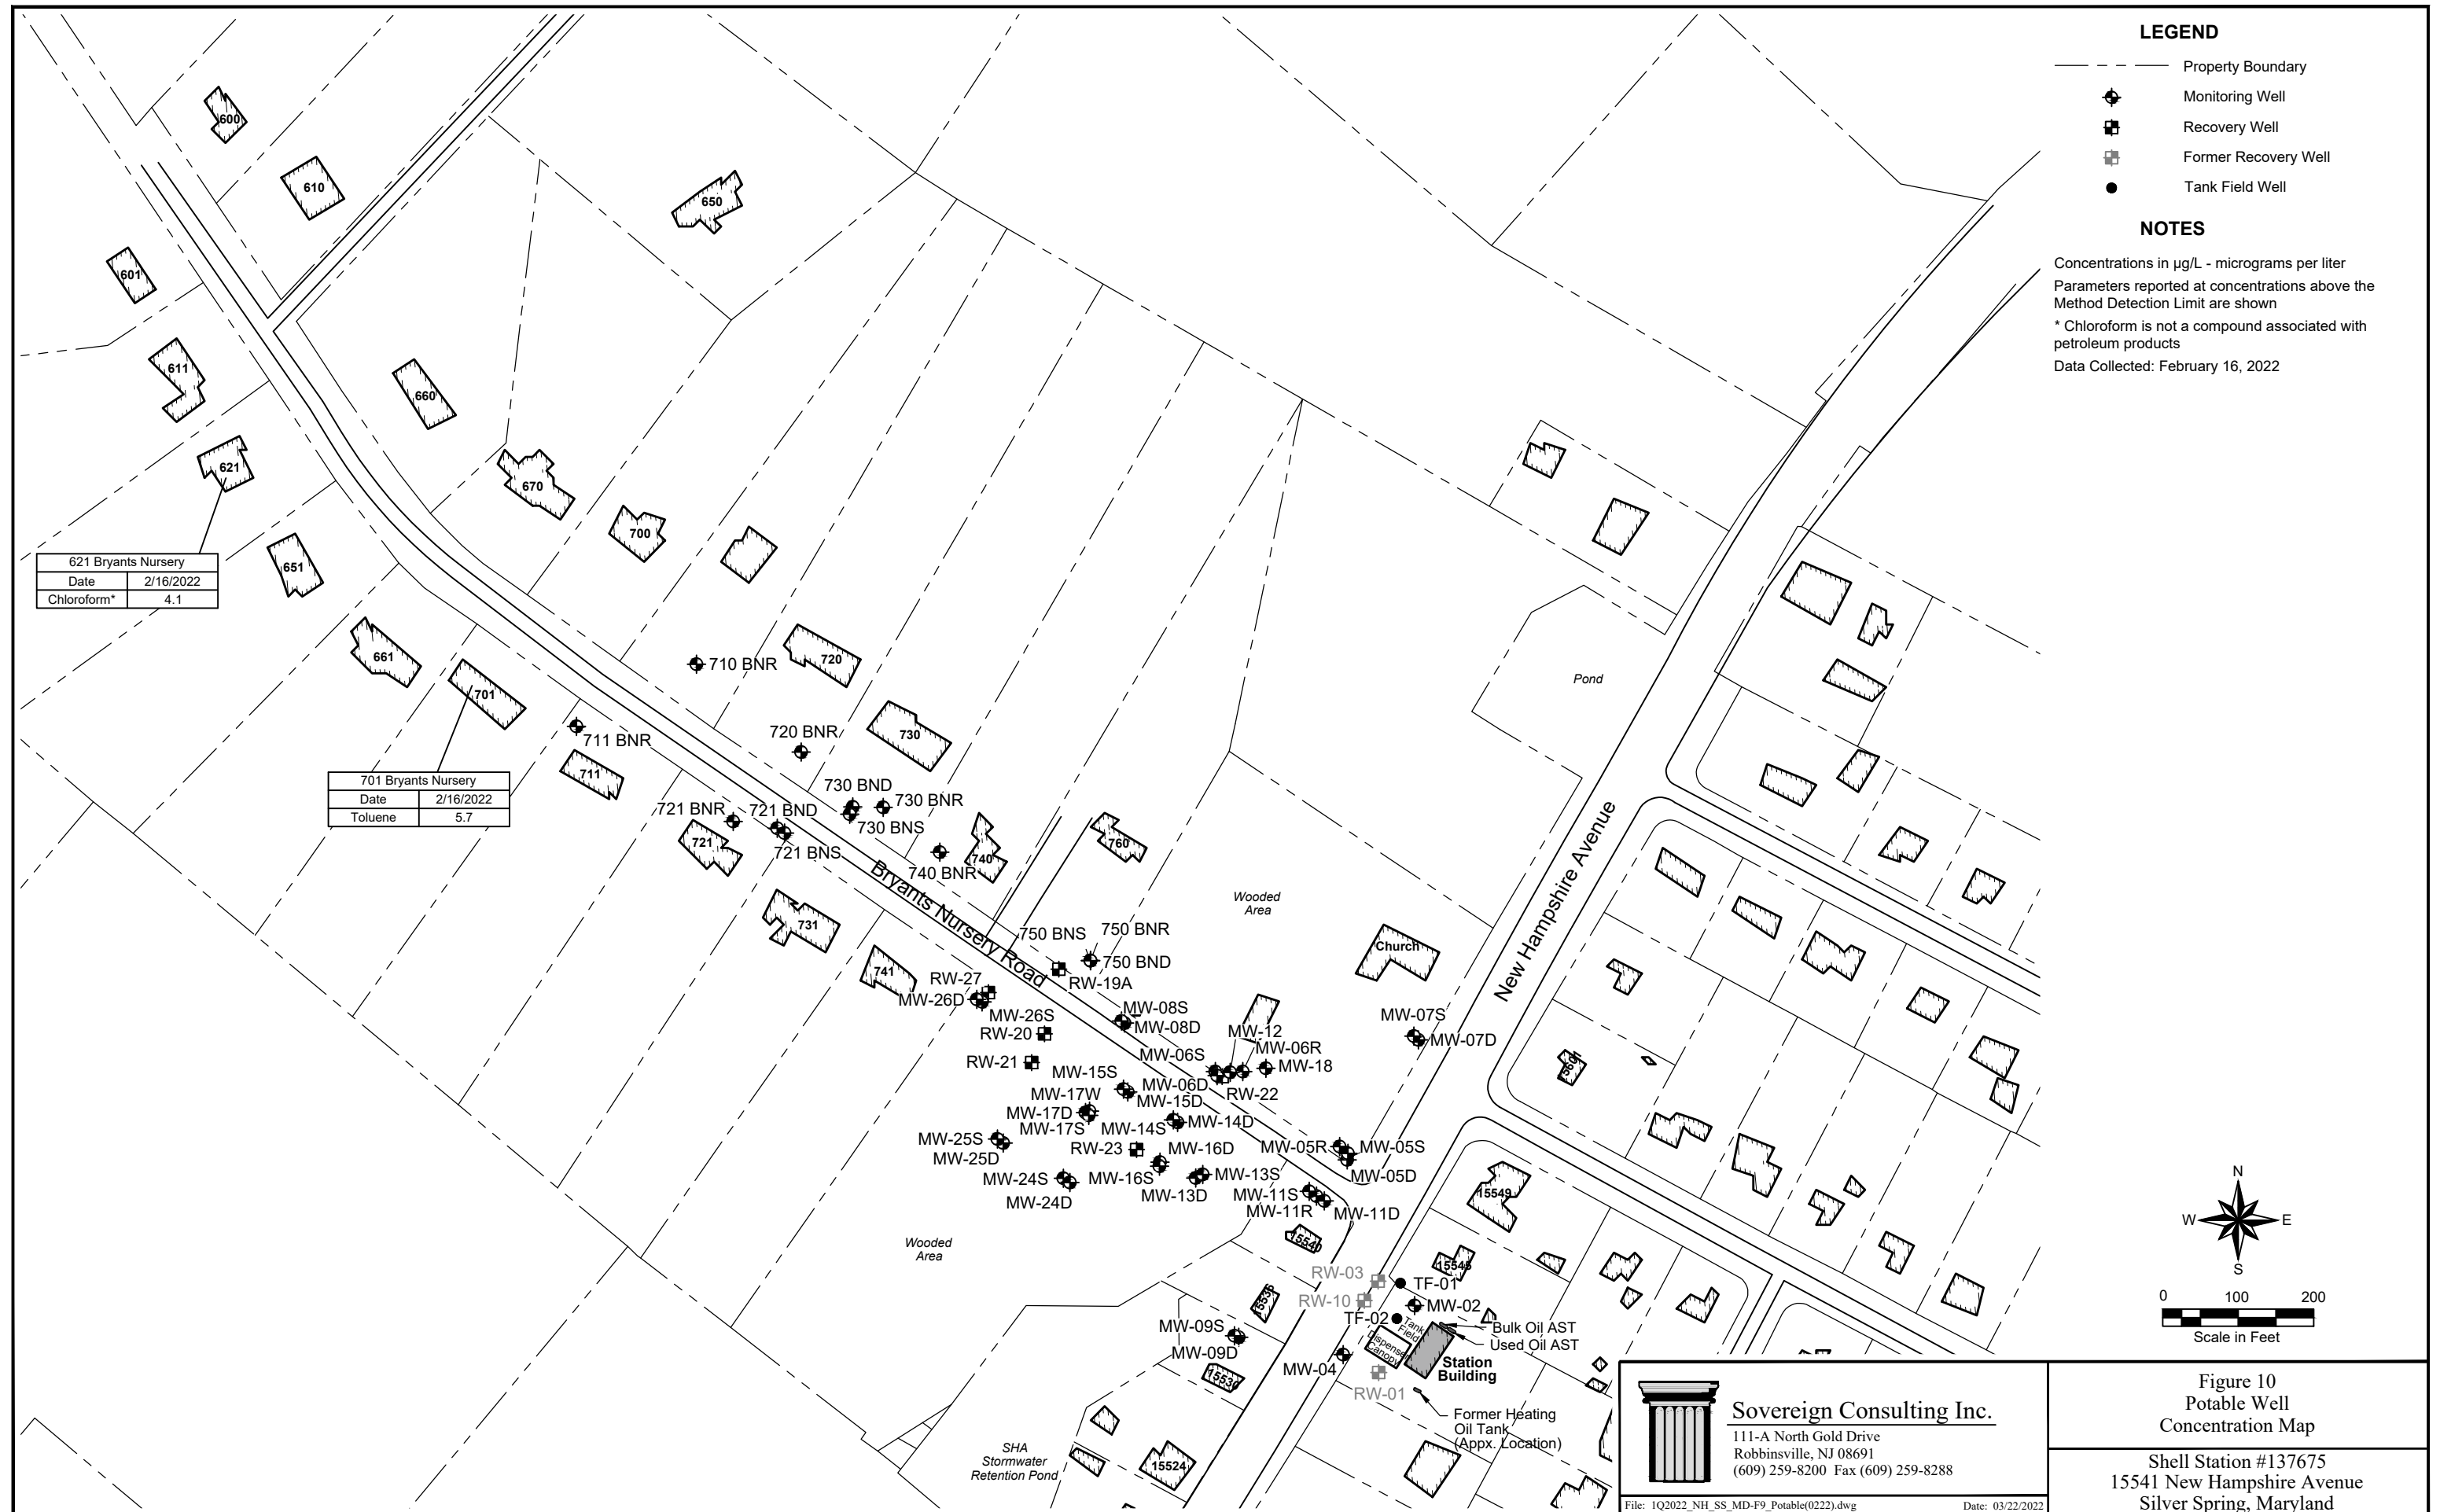 LEGEND
Property Boundary
Monitoring Well
Recovery Well
Former Recovery Well
Tank Field Well
NOTES
Concentrations in µg/L - micrograms per liter
Parameters reported at concentrations above the
Method Detection Limit are shown
* Chloroform is not a compound associated with
petroleum products
Data Collected: February 16, 2022
600
610
650
601
611
660
621
670
700
651
621 Bryants Nursery
Date 2/16/2022
Chloroform* 4.1
661
701
710 BNR
720
711 BNR
720 BNR
730
711
701 Bryants Nursery
Date 2/16/2022
Toluene 5.7
730 BND
730 BNR
730 BNS
721 BNR
721 BND
721 BNS
721
740 BNR
740
760
Bryants Nursery Road
New Hampshire Avenue
Pond
Wooded
Area
Church
731
741
750 BNS
750 BNR
750 BND
RW-19A
RW-27
MW-26D
MW-26S
RW-20
RW-21
MW-08S
MW-08D
MW-07S
MW-07D
MW-12
MW-06S
MW-06R
MW-18
MW-06D
RW-22
MW-15S
MW-15D
MW-17W
MW-17D
MW-17S
MW-14S
MW-14D
MW-25S
MW-25D
RW-23
MW-16D
MW-16S
MW-24S
MW-24D
MW-13S
MW-13D
MW-05R
MW-05S
MW-05D
MW-11S
MW-11R
MW-11D
15549
15545
15536
15530
15524
Wooded
Area
RW-03
RW-10
TF-01
MW-02
TF-02
Tank
Field
Dispenser
Canopy
Bulk Oil AST
Used Oil AST
Station
Building
MW-04
RW-01
MW-09S
MW-09D
Former Heating
Oil Tank
(Appx. Location)
SHA
Stormwater
Retention Pond
N
W E
S
0 100 200
Scale in Feet
Sovereign Consulting Inc.
111-A North Gold Drive
Robbinsville, NJ 08691
(609) 259-8200 Fax (609) 259-8288
File: 1Q2022_NH_SS_MD-F9_Potable(0222).dwg Date: 03/22/2022
Figure 10
Potable Well
Concentration Map
Shell Station #137675
15541 New Hampshire Avenue
Silver Spring, Maryland